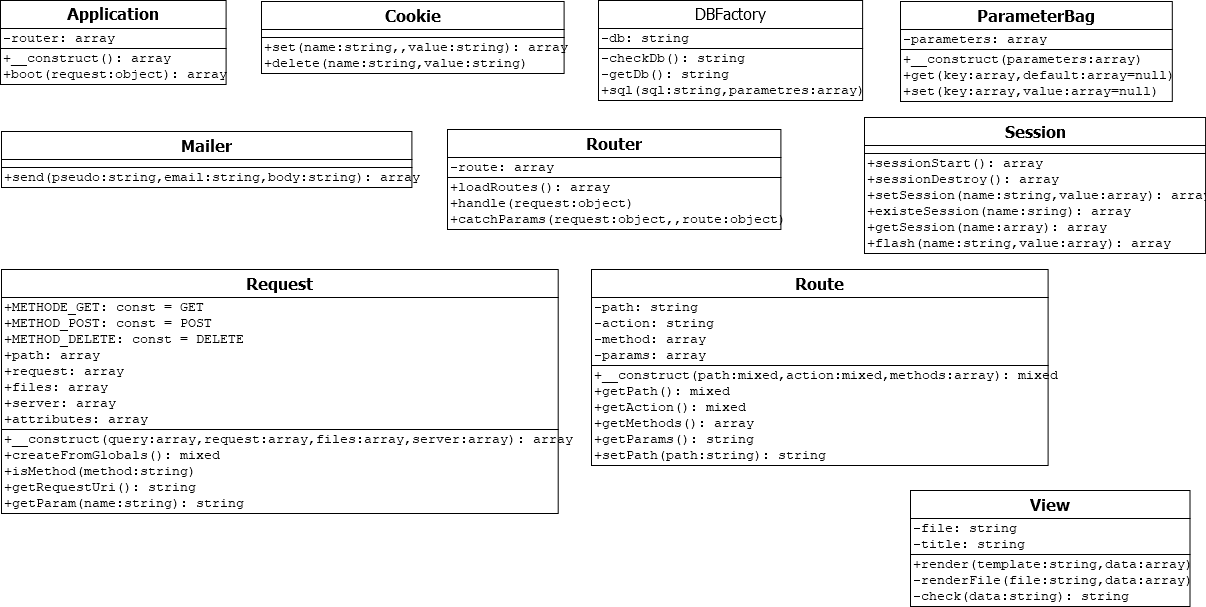 Application
-router: array
+__construct(): array
+boot(request:object): array
Cookie
+set(name:string,,value:string): array
+delete(name:string,value:string)
DBFactory
-db: string
-checkDb(): string
-getDb(): string
+sql(sql:string,parametres:array)
ParameterBag
-parameters: array
+__construct(parameters:array)
+get(key:array,default:array=null)
+set(key:array,value:array=null)
Mailer
+send(pseudo:string,email:string,body:string): array
Router
-route: array
+loadRoutes(): array
+handle(request:object)
+catchParams(request:object,,route:object)
Session
+sessionStart(): array
+sessionDestroy(): array
+setSession(name:string,value:array): array
+existeSession(name:sring): array
+getSession(name:array): array
+flash(name:string,value:array): array
Request
+METHODE_GET: const = GET
+METHOD_POST: const = POST
+METHOD_DELETE: const = DELETE
+path: array
+request: array
+files: array
+server: array
+attributes: array
+__construct(query:array,request:array,files:array,server:array): array
+createFromGlobals(): mixed
+isMethod(method:string)
+getRequestUri(): string
+getParam(name:string): string
Route
-path: string
-action: string
-method: array
-params: array
+__construct(path:mixed,action:mixed,methods:array): mixed
+getPath(): mixed
+getAction(): mixed
+getMethods(): array
+getParams(): string
+setPath(path:string): string
View
-file: string
-title: string
+render(template:string,data:array)
-renderFile(file:string,data:array)
-check(data:string): string